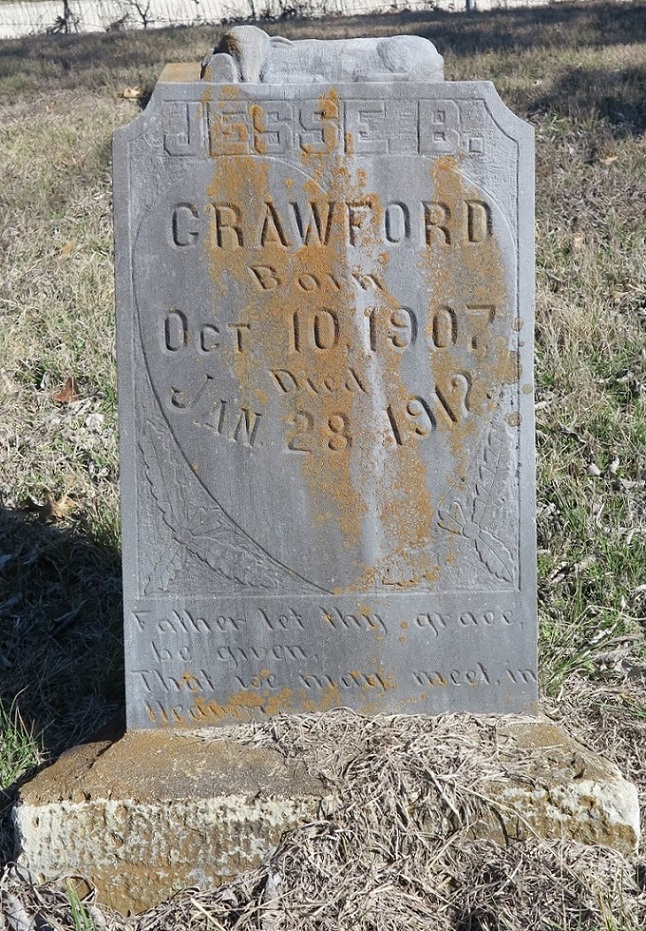 JESSE B.
CRAWFORD
Born
OCT 10, 1907.
Died
JAN. 28 1912.
Father let thy grace,
be given,
That we may meet, in
Heaven